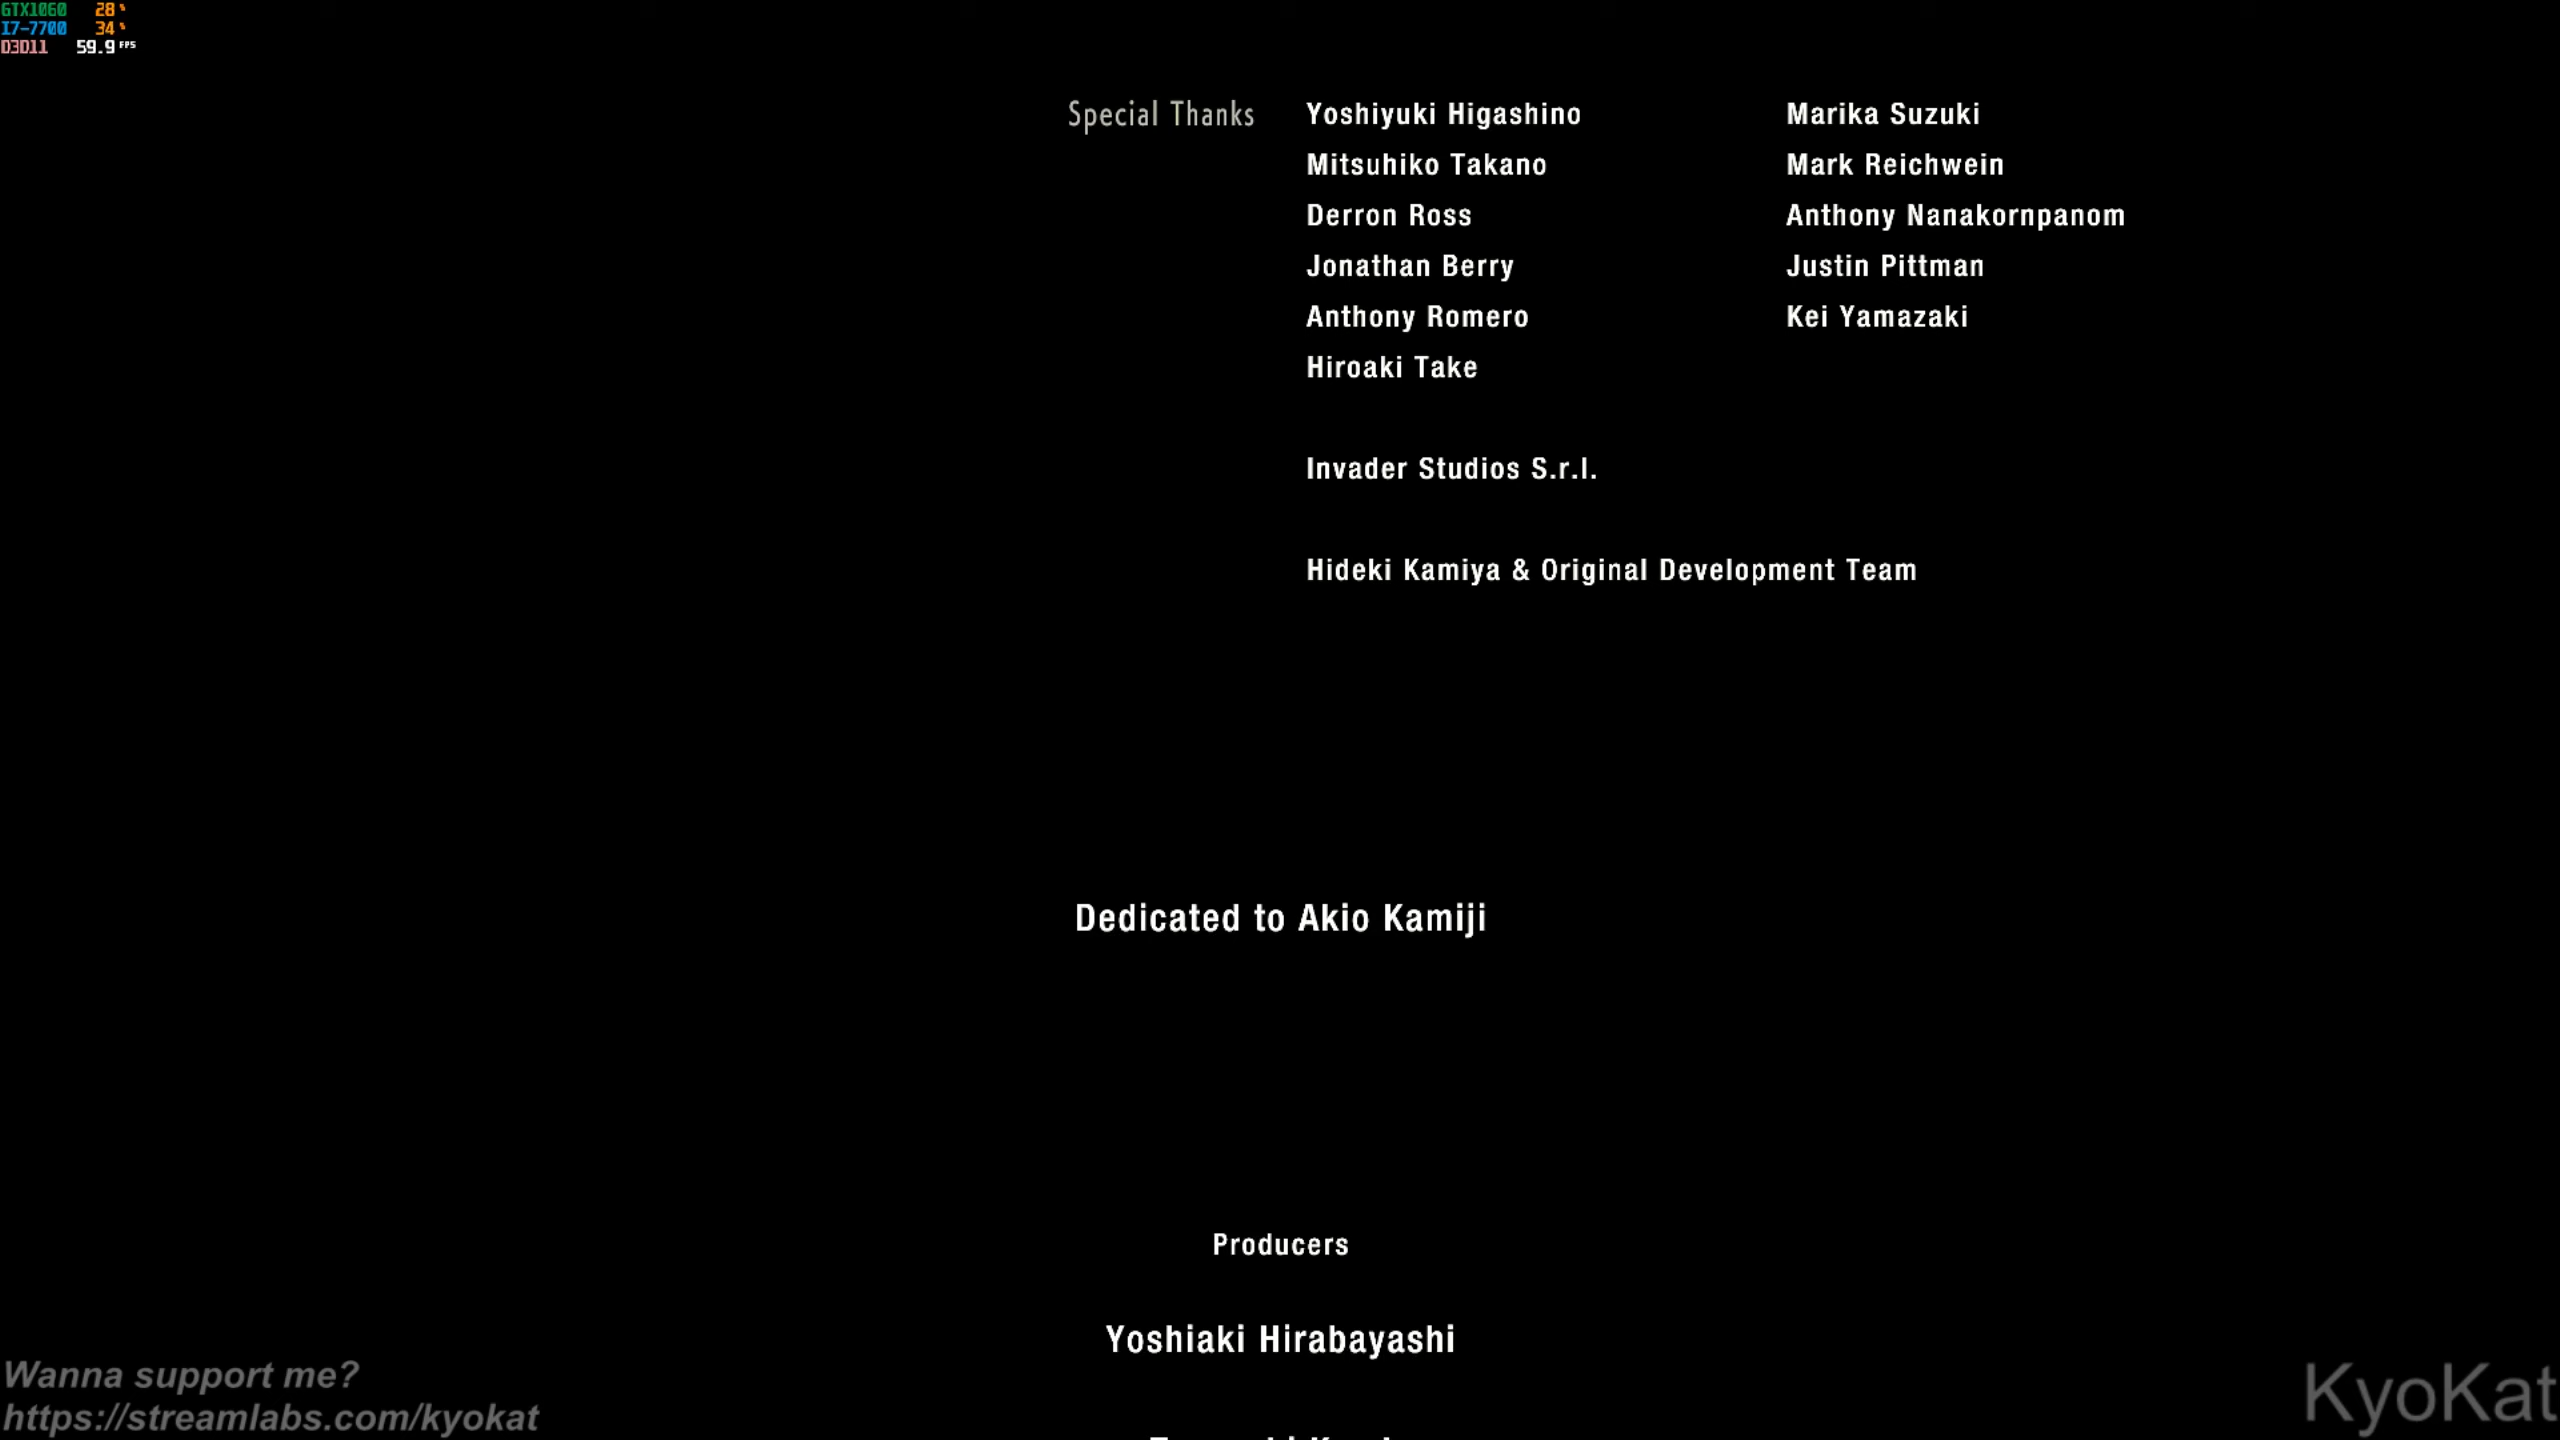 GTX1060 28 %
I7-7700 34 %
D3D11 59.9 FPS
Special Thanks Yoshiyuki Higashino Marika Suzuki
Mitsuhiko Takano Mark Reichwein
Derron Ross Anthony Nanakornpanom
Jonathan Berry Justin Pittman
Anthony Romero Kei Yamazaki
Hiroaki Take
Invader Studios S.r.l.
Hideki Kamiya & Original Development Team
Dedicated to Akio Kamiji
Producers
Yoshiaki Hirabayashi
Wanna support me?
https://streamlabs.com/kyokat
KyoKat